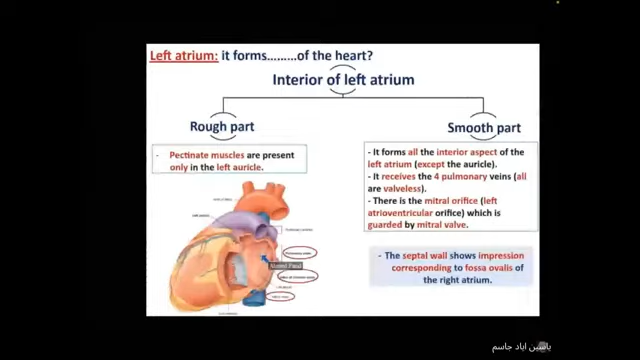 Left atrium: it forms.........of the heart?
Interior of left atrium
Rough part
- Pectinate muscles are present
only in the left auricle.
Smooth part
- It forms all the interior aspect of the
left atrium (except the auricle).
- It receives the 4 pulmonary veins (all
are valveless).
- There is the mitral orifice (left
atrioventricular orifice) which is
guarded by mitral valve.
- The septal wall shows impression
corresponding to fossa ovalis of
the right atrium.
ياسين اياد جاسم